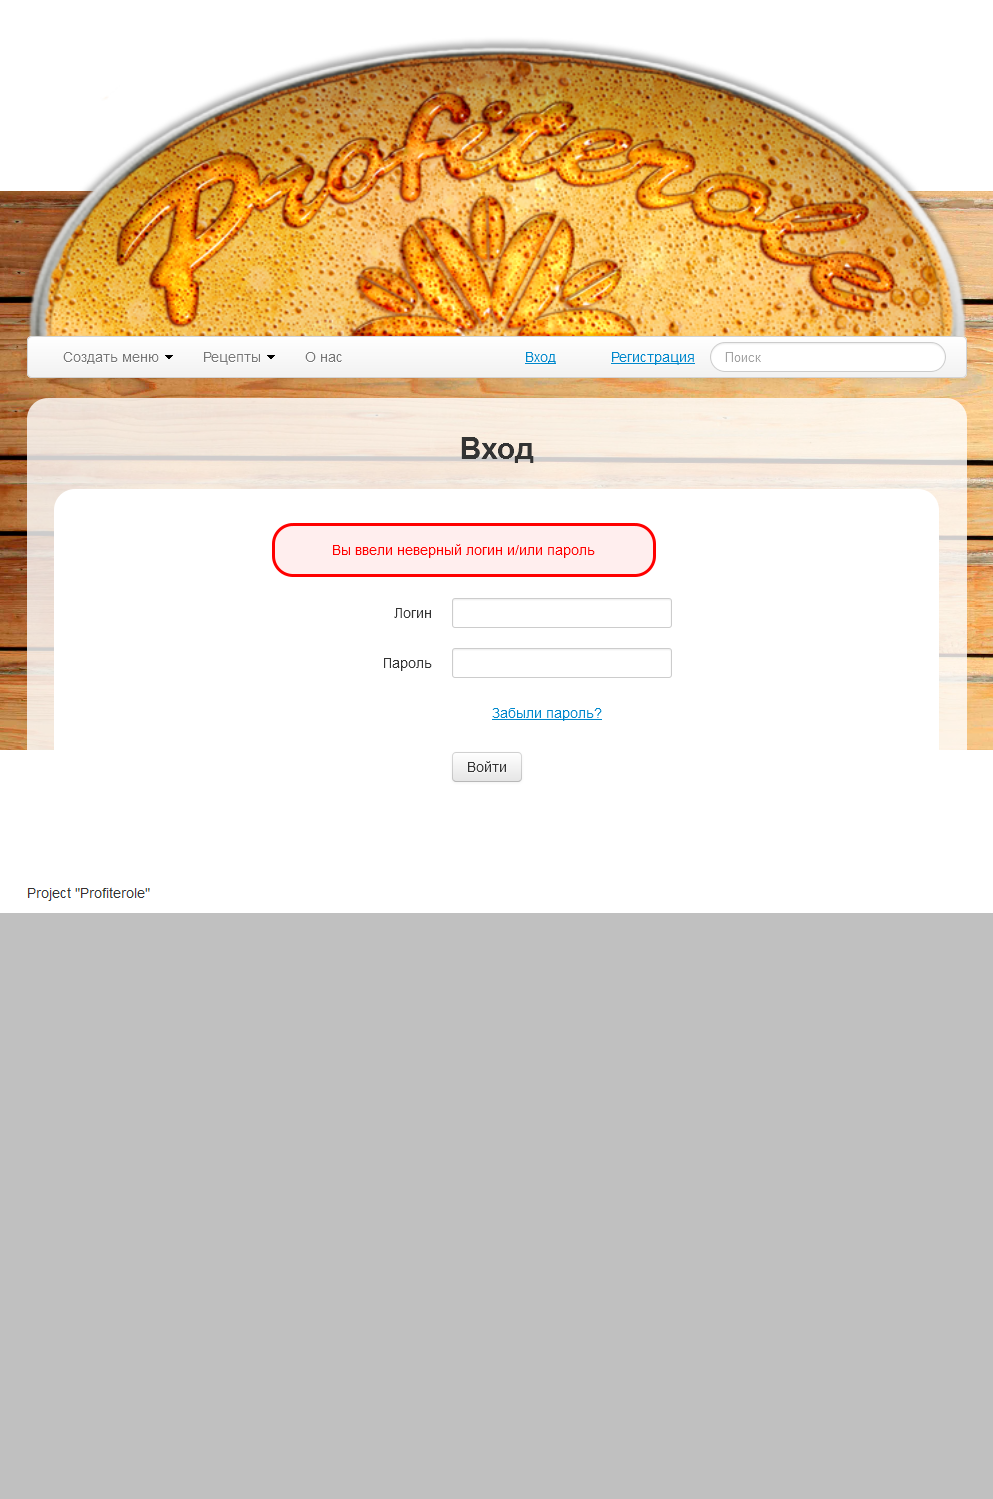 Profiterole
Создать меню
Рецепты
О нас
Вход
Регистрация
Поиск
Вход
Вы ввели неверный логин и/или пароль
Логин
Пароль
Забыли пароль?
Войти
Project "Profiterole"